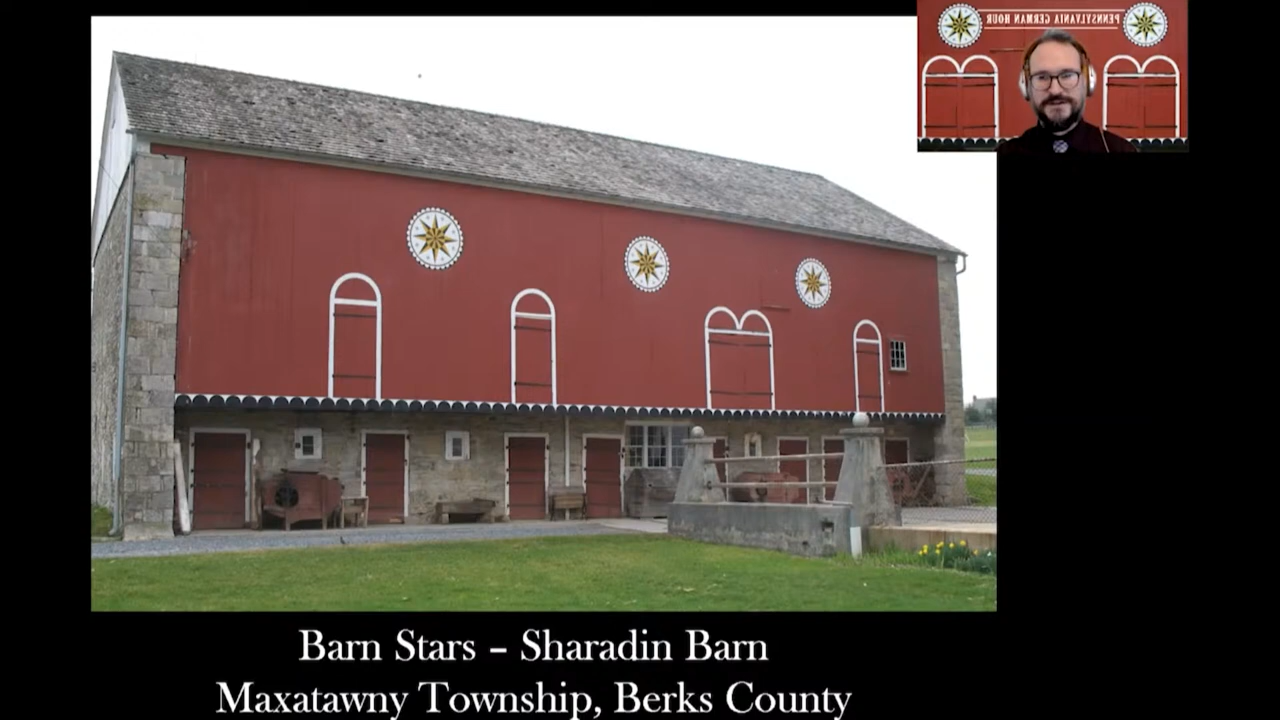 PENNSYLVANIA GERMAN HOUR
Barn Stars – Sharadin Barn
Maxatawny Township, Berks County